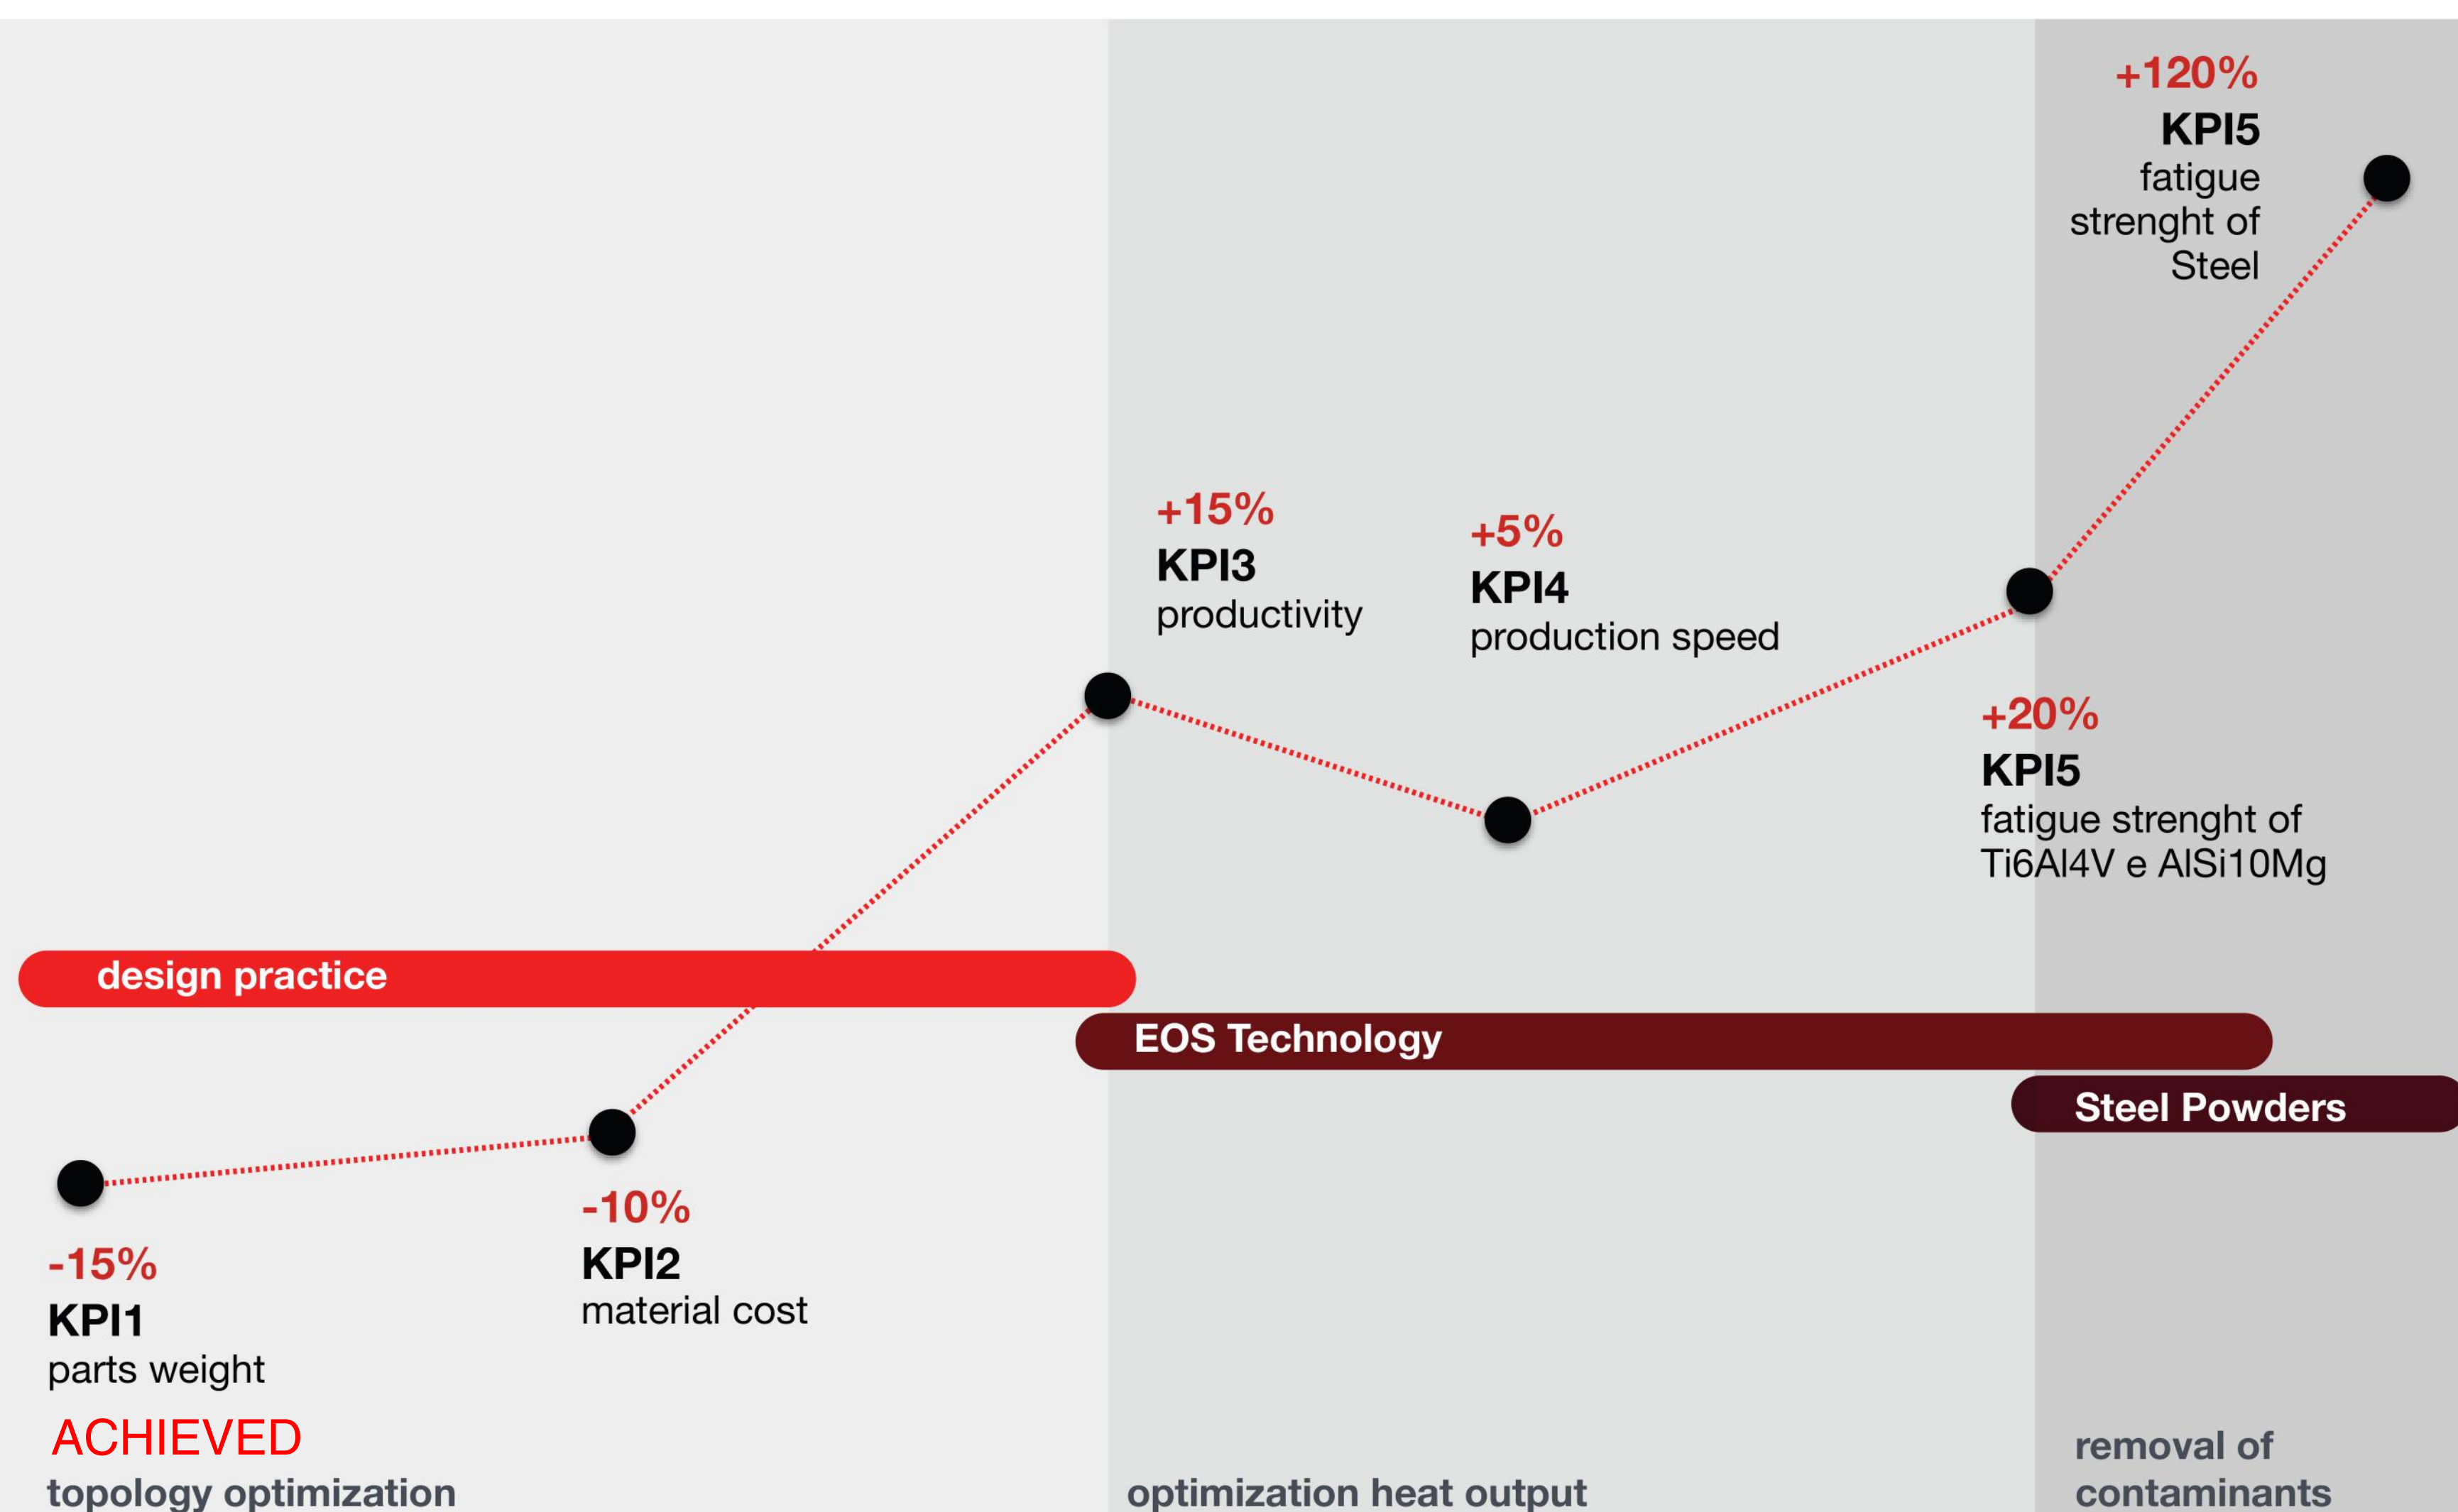 +120%
KPI5
fatigue
strenght of
Steel
+15%
KPI3
productivity
+5%
KPI4
production speed
+20%
KPI5
fatigue strenght of
Ti6Al4V e AlSi10Mg
design practice
EOS Technology
Steel Powders
-15%
KPI1
parts weight
ACHIEVED
-10%
KPI2
material cost
topology optimization
optimization heat output
removal of
contaminants